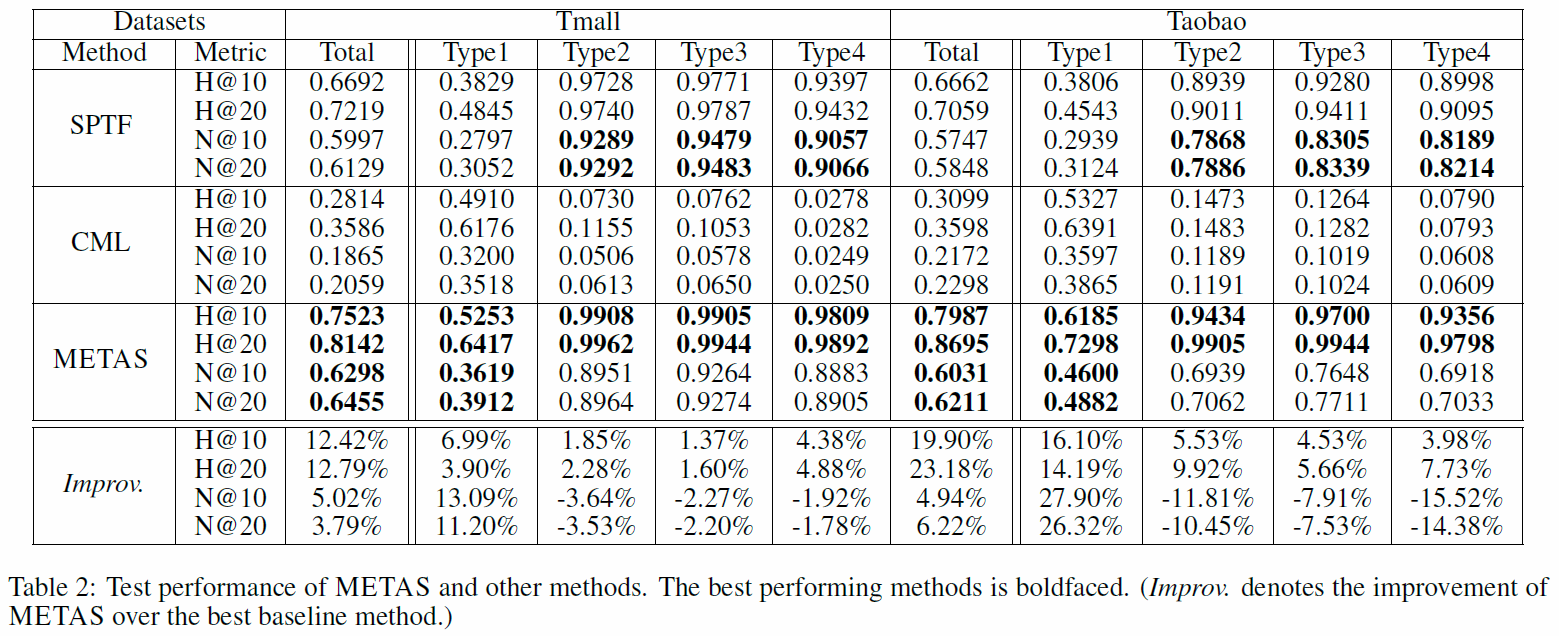 Datasets Tmall Taobao
Method Metric Total Type1 Type2 Type3 Type4 Total Type1 Type2 Type3 Type4
SPTF H@10 0.6692 0.3829 0.9728 0.9771 0.9397 0.6662 0.3806 0.8939 0.9280 0.8998
H@20 0.7219 0.4845 0.9740 0.9787 0.9432 0.7059 0.4543 0.9011 0.9411 0.9095
N@10 0.5997 0.2797 0.9289 0.9479 0.9057 0.5747 0.2939 0.7868 0.8305 0.8189
N@20 0.6129 0.3052 0.9292 0.9483 0.9066 0.5848 0.3124 0.7886 0.8339 0.8214
CML H@10 0.2814 0.4910 0.0730 0.0762 0.0278 0.3099 0.5327 0.1473 0.1264 0.0790
H@20 0.3586 0.6176 0.1155 0.1053 0.0282 0.3598 0.6391 0.1483 0.1282 0.0793
N@10 0.1865 0.3200 0.0506 0.0578 0.0249 0.2172 0.3597 0.1189 0.1019 0.0608
N@20 0.2059 0.3518 0.0613 0.0650 0.0250 0.2298 0.3865 0.1191 0.1024 0.0609
METAS H@10 0.7523 0.5253 0.9908 0.9905 0.9809 0.7987 0.6185 0.9434 0.9700 0.9356
H@20 0.8142 0.6417 0.9962 0.9944 0.9892 0.8695 0.7298 0.9905 0.9944 0.9798
N@10 0.6298 0.3619 0.8951 0.9264 0.8883 0.6031 0.4600 0.6939 0.7648 0.6918
N@20 0.6455 0.3912 0.8964 0.9274 0.8905 0.6211 0.4882 0.7062 0.7711 0.7033
Improv. H@10 12.42% 6.99% 1.85% 1.37% 4.38% 19.90% 16.10% 5.53% 4.53% 3.98%
H@20 12.79% 3.90% 2.28% 1.60% 4.88% 23.18% 14.19% 9.92% 5.66% 7.73%
N@10 5.02% 13.09% -3.64% -2.27% -1.92% 4.94% 27.90% -11.81% -7.91% -15.52%
N@20 3.79% 11.20% -3.53% -2.20% -1.78% 6.22% 26.32% -10.45% -7.53% -14.38%
Table 2: Test performance of METAS and other methods. The best performing methods is boldfaced. (Improv. denotes the improvement of
METAS over the best baseline method.)